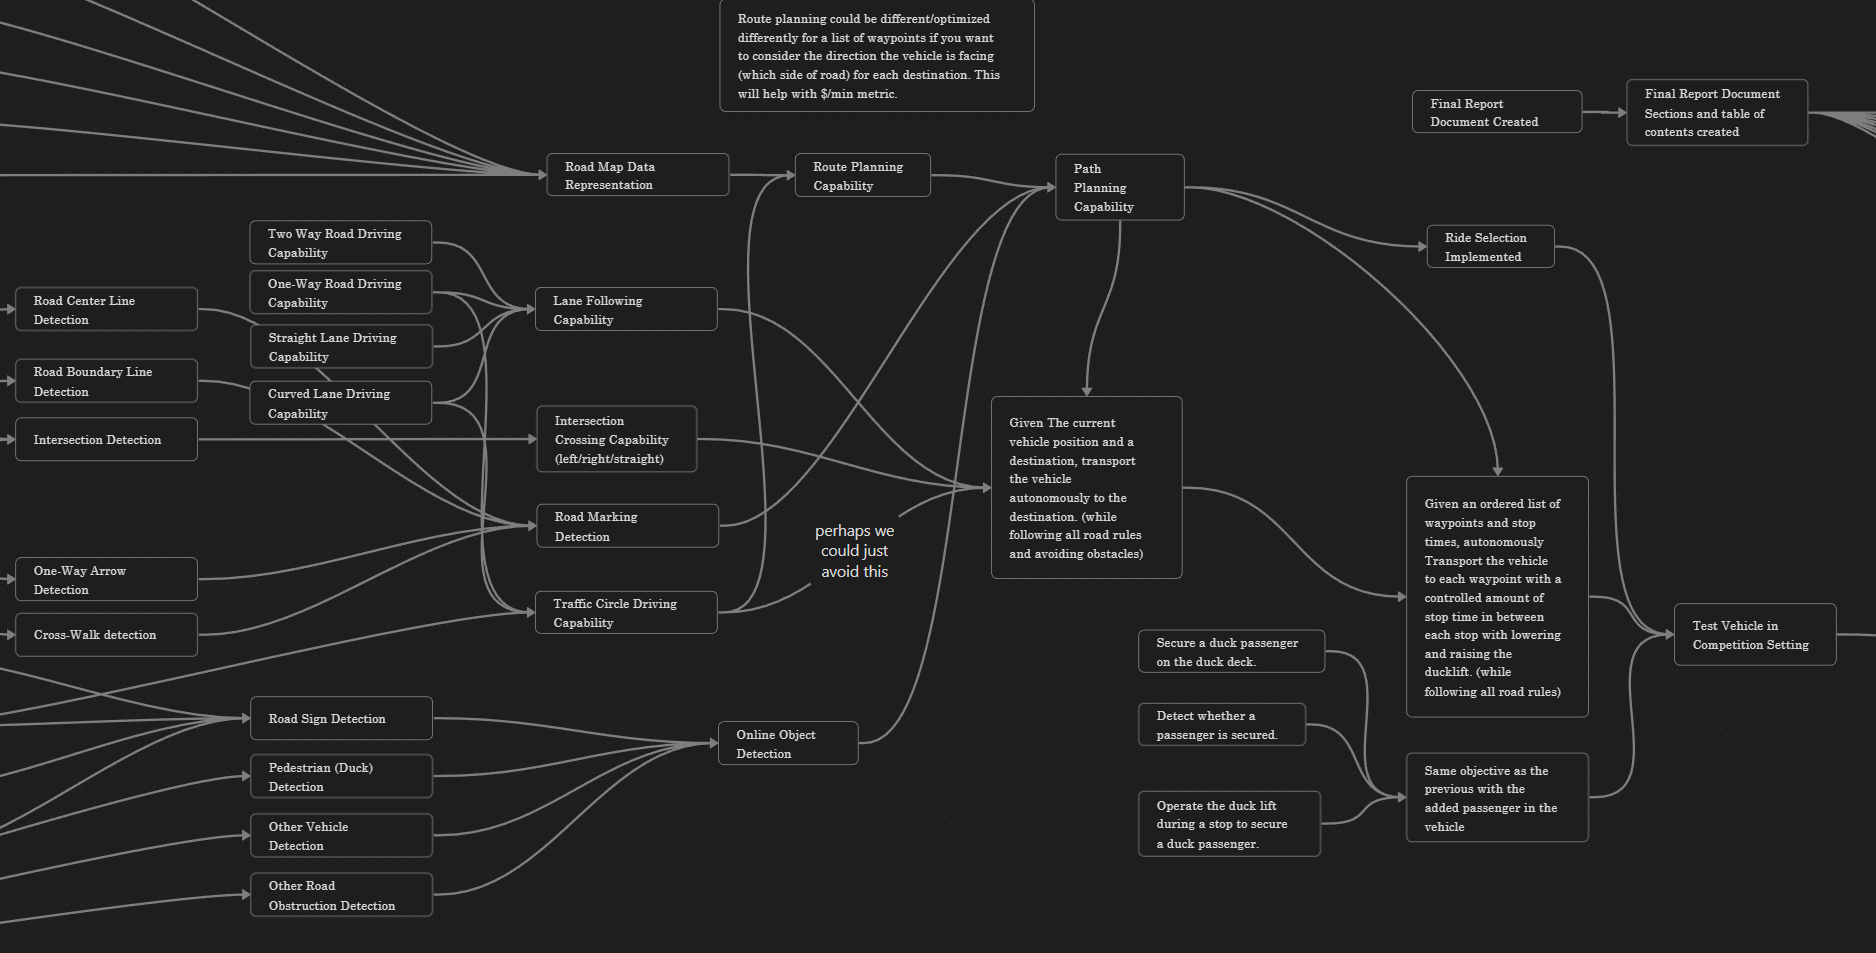 Route planning could be different/optimized
differently for a list of waypoints if you want
to consider the direction the vehicle is facing
(which side of road) for each destination. This
will help with $/min metric.
Final Report
Document Created
Final Report Document
Sections and table of
contents created
Road Map Data
Representation
Route Planning
Capability
Path
Planning
Capability
Ride Selection
Implemented
Two Way Road Driving
Capability
One-Way Road Driving
Capability
Straight Lane Driving
Capability
Curved Lane Driving
Capability
Road Center Line
Detection
Road Boundary Line
Detection
Intersection Detection
Lane Following
Capability
Intersection
Crossing Capability
(left/right/straight)
Road Marking
Detection
Traffic Circle Driving
Capability
perhaps we
could just
avoid this
Given The current
vehicle position and a
destination, transport
the vehicle
autonomously to the
destination. (while
following all road rules
and avoiding obstacles)
Given an ordered list of
waypoints and stop
times, autonomously
Transport the vehicle
to each waypoint with a
controlled amount of
stop time in between
each stop with lowering
and raising the
ducklift. (while
following all road rules)
One-Way Arrow
Detection
Cross-Walk detection
Road Sign Detection
Pedestrian (Duck)
Detection
Other Vehicle
Detection
Other Road
Obstruction Detection
Online Object
Detection
Secure a duck passenger
on the duck deck.
Detect whether a
passenger is secured.
Operate the duck lift
during a stop to secure
a duck passenger.
Same objective as the
previous with the
added passenger in the
vehicle
Test Vehicle in
Competition Setting